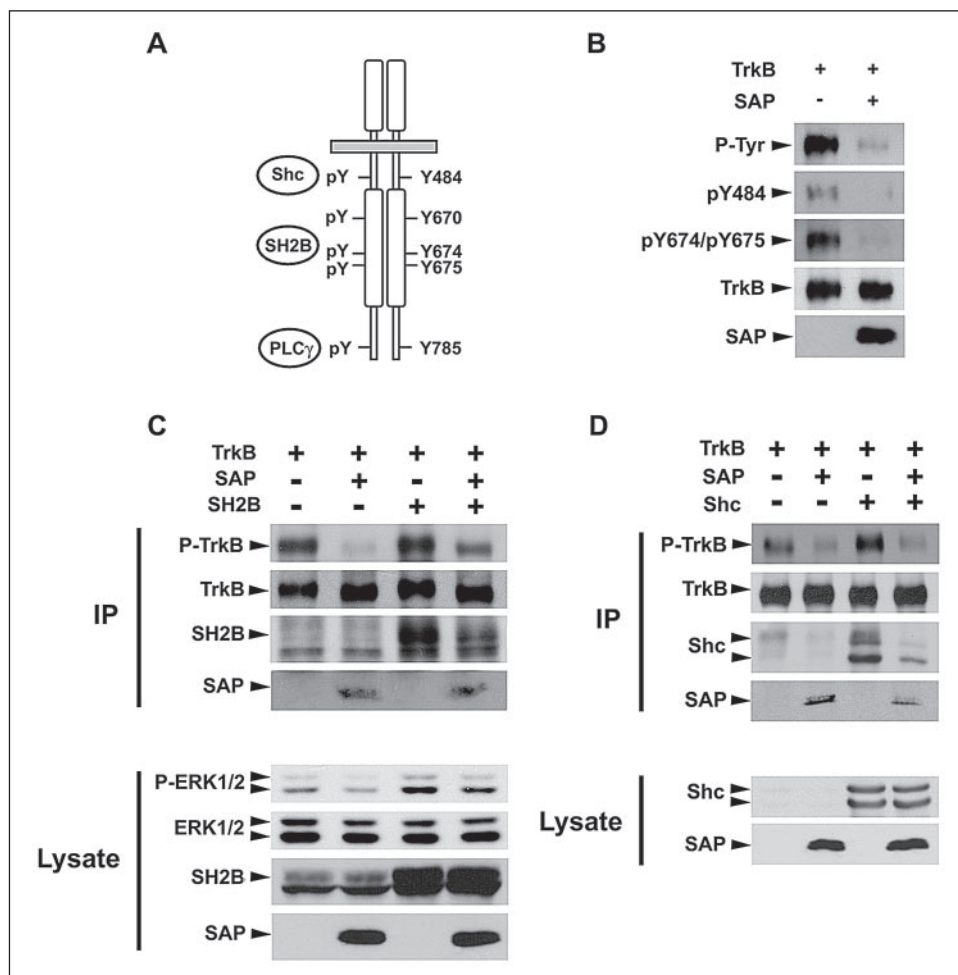 A
Shc
pY
Y484
pY
Y670
SH2B
pY
Y674
pY
Y675
PLCγ
pY
Y785
B
TrkB + +
SAP - +
P-Tyr
pY484
pY674/pY675
TrkB
SAP
C
TrkB + + + +
SAP - + - +
SH2B - - + +
IP
P-TrkB
TrkB
SH2B
SAP
Lysate
P-ERK1/2
ERK1/2
SH2B
SAP
D
TrkB + + + +
SAP - + - +
Shc - - + +
IP
P-TrkB
TrkB
Shc
SAP
Lysate
Shc
SAP